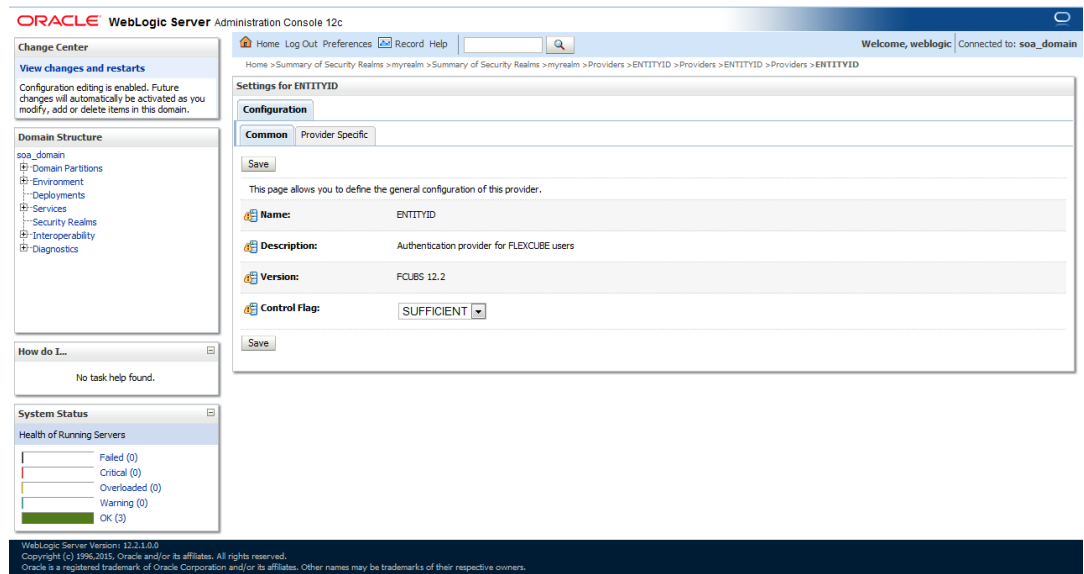 ORACLE WebLogic Server Administration Console 12c
Change Center
View changes and restarts
Configuration editing is enabled. Future
changes will automatically be activated as you
modify, add or delete items in this domain.
Domain Structure
soa_domain
Domain Partitions
Environment
Deployments
Services
Security Realms
Interoperability
Diagnostics
How do I...
No task help found.
System Status
Health of Running Servers
Failed (0)
Critical (0)
Overloaded (0)
Warning (0)
OK (3)
Home Log Out Preferences Record Help
Welcome, weblogic Connected to: soa_domain
Home >Summary of Security Realms >myrealm >Summary of Security Realms >myrealm >Providers >ENTITYID >Providers >ENTITYID >Providers >ENTITYID
Settings for ENTITYID
Configuration
Common Provider Specific
Save
This page allows you to define the general configuration of this provider.
Name: ENTITYID
Description: Authentication provider for FLEXCUBE users
Version: FCUBS 12.2
Control Flag: SUFFICIENT
Save
WebLogic Server Version: 12.2.1.0.0
Copyright (c) 1996,2015, Oracle and/or its affiliates. All rights reserved.
Oracle is a registered trademark of Oracle Corporation and/or its affiliates. Other names may be trademarks of their respective owners.